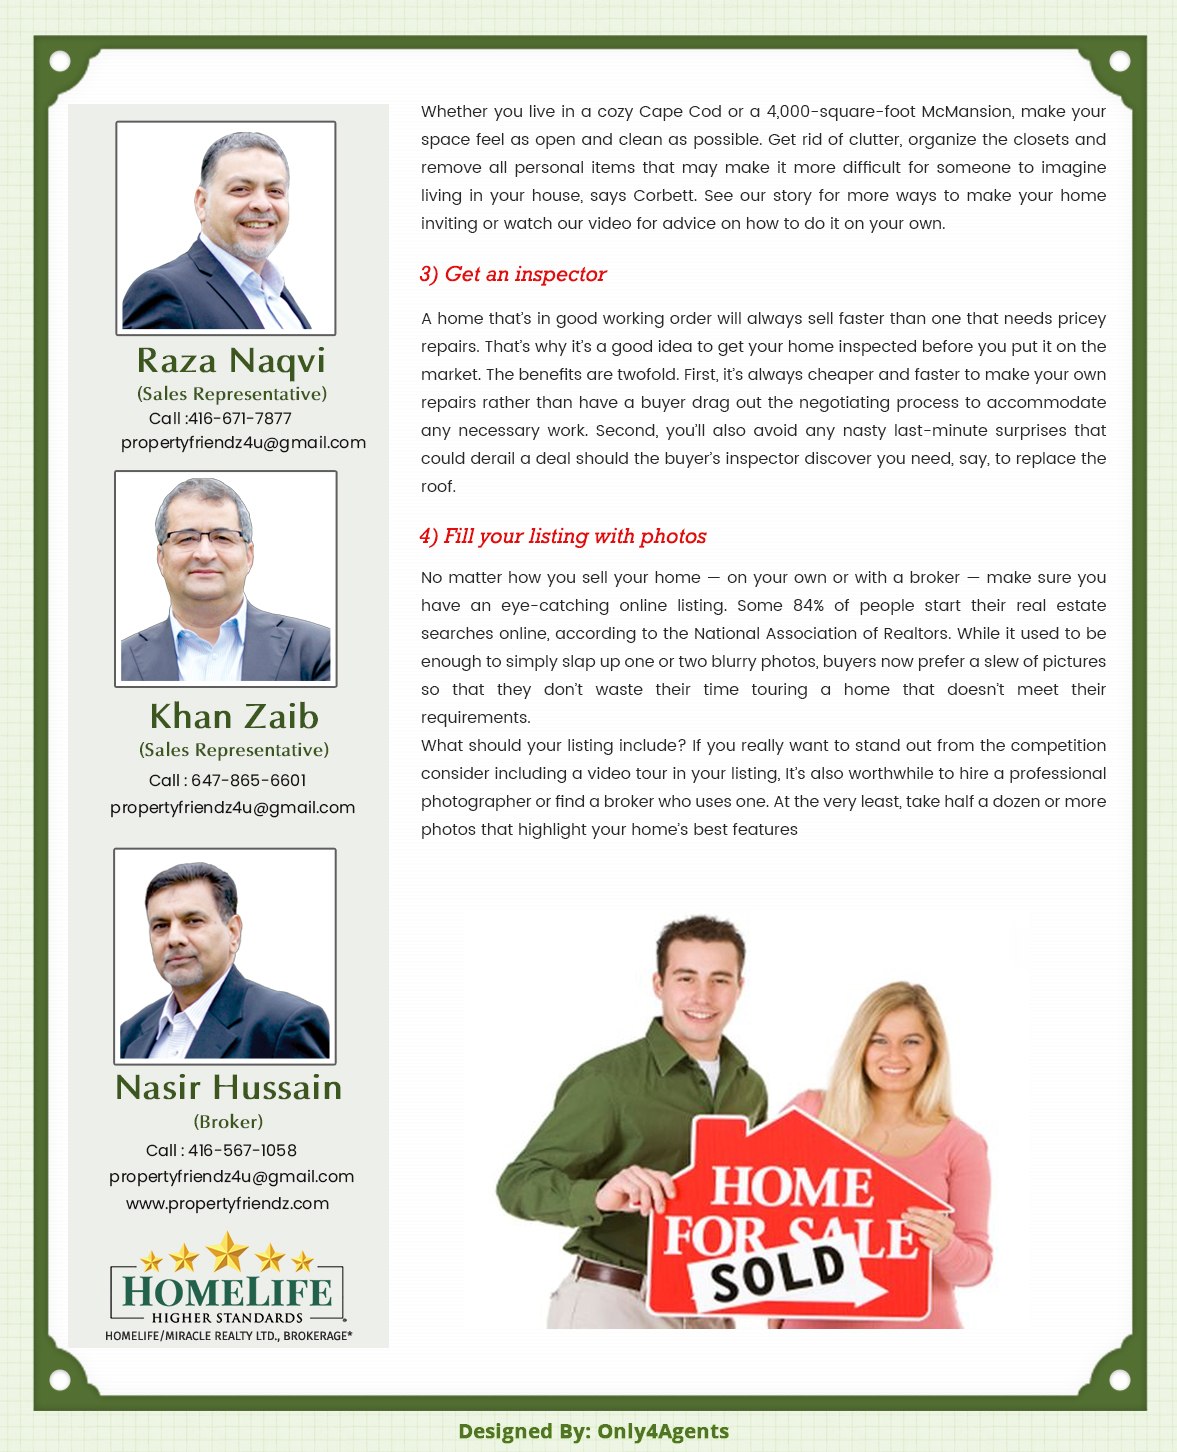 Raza Naqvi
(Sales Representative)
Call :416-671-7877
propertyfriendz4u@gmail.com
Khan Zaib
(Sales Representative)
Call : 647-865-6601
propertyfriendz4u@gmail.com
Nasir Hussain
(Broker)
Call : 416-567-1058
propertyfriendz4u@gmail.com
www.propertyfriendz.com
HOMELIFE
HIGHER STANDARDS
HOMELIFE/MIRACLE REALTY LTD., BROKERAGE*
Whether you live in a cozy Cape Cod or a 4,000-square-foot McMansion, make your
space feel as open and clean as possible. Get rid of clutter, organize the closets and
remove all personal items that may make it more difficult for someone to imagine
living in your house, says Corbett. See our story for more ways to make your home
inviting or watch our video for advice on how to do it on your own.
3) Get an inspector
A home that’s in good working order will always sell faster than one that needs pricey
repairs. That’s why it’s a good idea to get your home inspected before you put it on the
market. The benefits are twofold. First, it’s always cheaper and faster to make your own
repairs rather than have a buyer drag out the negotiating process to accommodate
any necessary work. Second, you’ll also avoid any nasty last-minute surprises that
could derail a deal should the buyer’s inspector discover you need, say, to replace the
roof.
4) Fill your listing with photos
No matter how you sell your home — on your own or with a broker — make sure you
have an eye-catching online listing. Some 84% of people start their real estate
searches online, according to the National Association of Realtors. While it used to be
enough to simply slap up one or two blurry photos, buyers now prefer a slew of pictures
so that they don’t waste their time touring a home that doesn’t meet their
requirements.
What should your listing include? If you really want to stand out from the competition
consider including a video tour in your listing, It’s also worthwhile to hire a professional
photographer or find a broker who uses one. At the very least, take half a dozen or more
photos that highlight your home’s best features
HOME
FOR SALE
SOLD
Designed By: Only4Agents